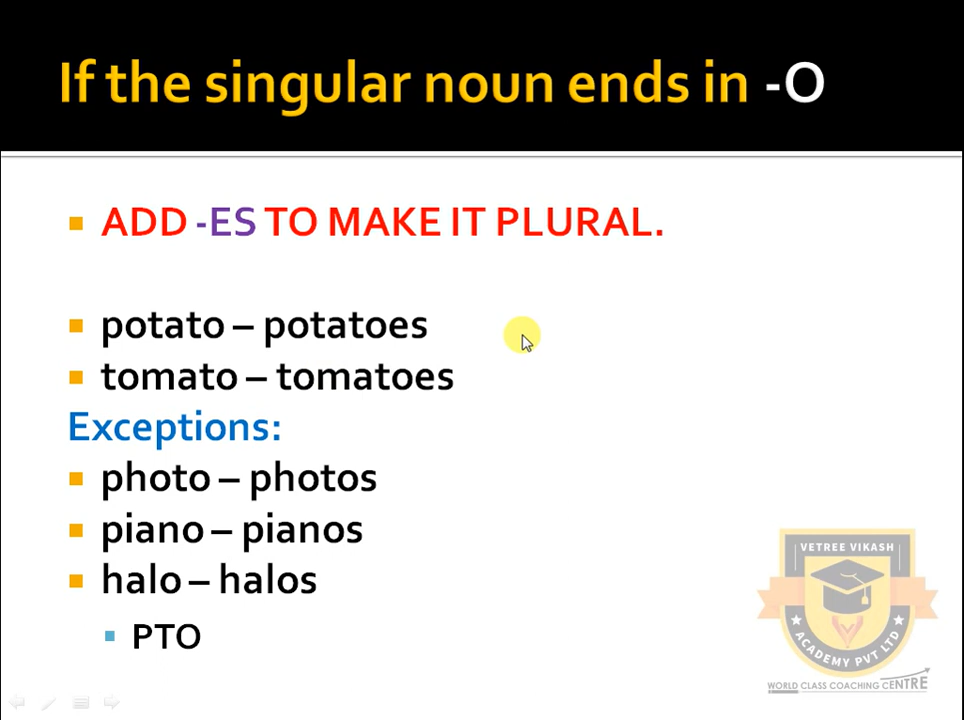 If the singular noun ends in -O
ADD -ES TO MAKE IT PLURAL.
potato – potatoes
tomato – tomatoes
Exceptions:
photo – photos
piano – pianos
halo – halos
PTO
VETREE VIKASH
ACADEMY PVT LTD
WORLD CLASS COACHING CENTRE